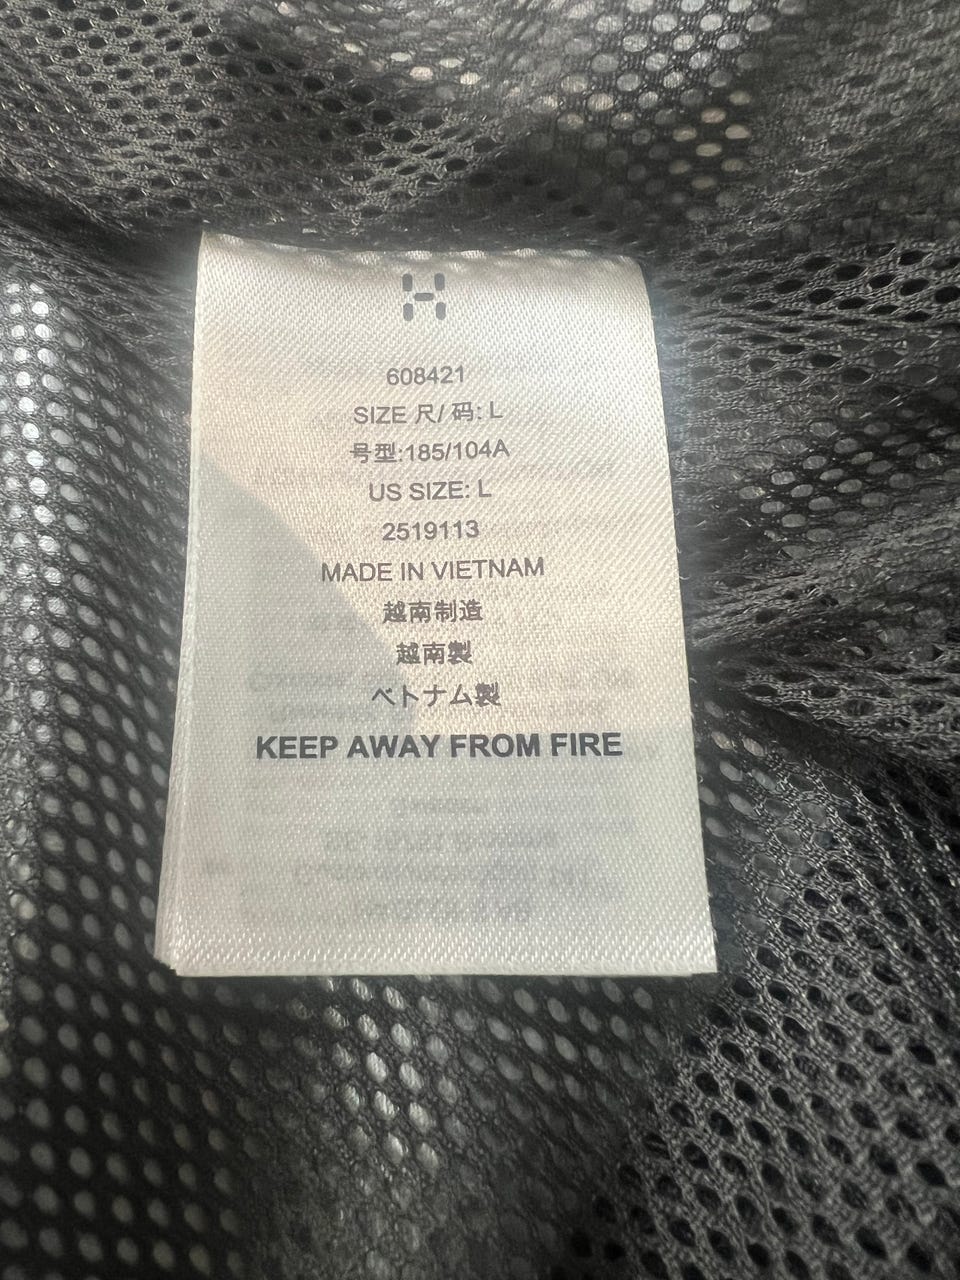 H
608421
SIZE 尺/ 码: L
号型:185/104A
US SIZE: L
2519113
MADE IN VIETNAM
越南制造
越南製
ベトナム製
KEEP AWAY FROM FIRE